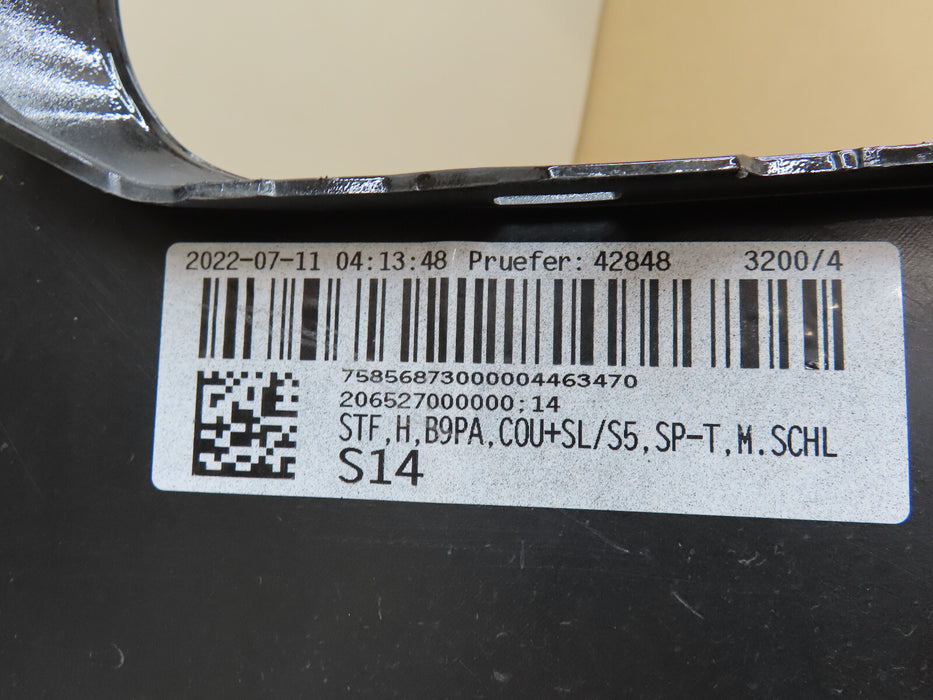 2022-07-11 04:13:48 Pruefer: 42848 3200/4
75856873000004463470
206527000000;14
STF,H,B9PA,COU+SL/S5,SP-T,M.SCHL
S14